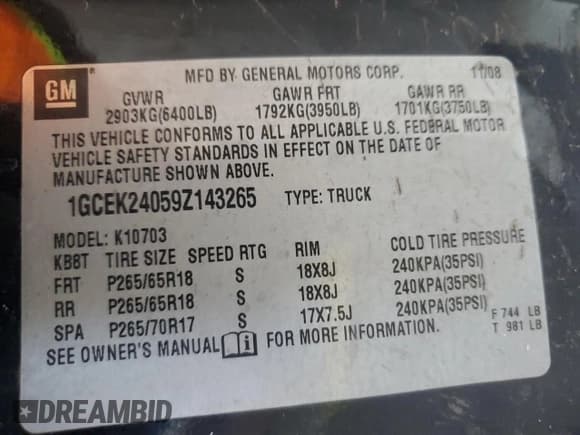 GM
MFD BY GENERAL MOTORS CORP. 11/08
GVWR GAWR FRT GAWR RR
2903KG(6400LB) 1792KG(3950LB) 1701KG(3750LB)
THIS VEHICLE CONFORMS TO ALL APPLICABLE U.S. FEDERAL MOTOR
VEHICLE SAFETY STANDARDS IN EFFECT ON THE DATE OF
MANUFACTURE SHOWN ABOVE.
1GCEK24059Z143265 TYPE: TRUCK
MODEL: K10703
KB8T TIRE SIZE SPEED RTG RIM COLD TIRE PRESSURE
FRT P265/65R18 S 18X8J 240KPA(35PSI)
RR P265/65R18 S 18X8J 240KPA(35PSI)
SPA P265/70R17 S 17X7.5J 240KPA(35PSI)
SEE OWNER'S MANUAL i FOR MORE INFORMATION.
F 744 LB
T 981 LB
DREAMBID